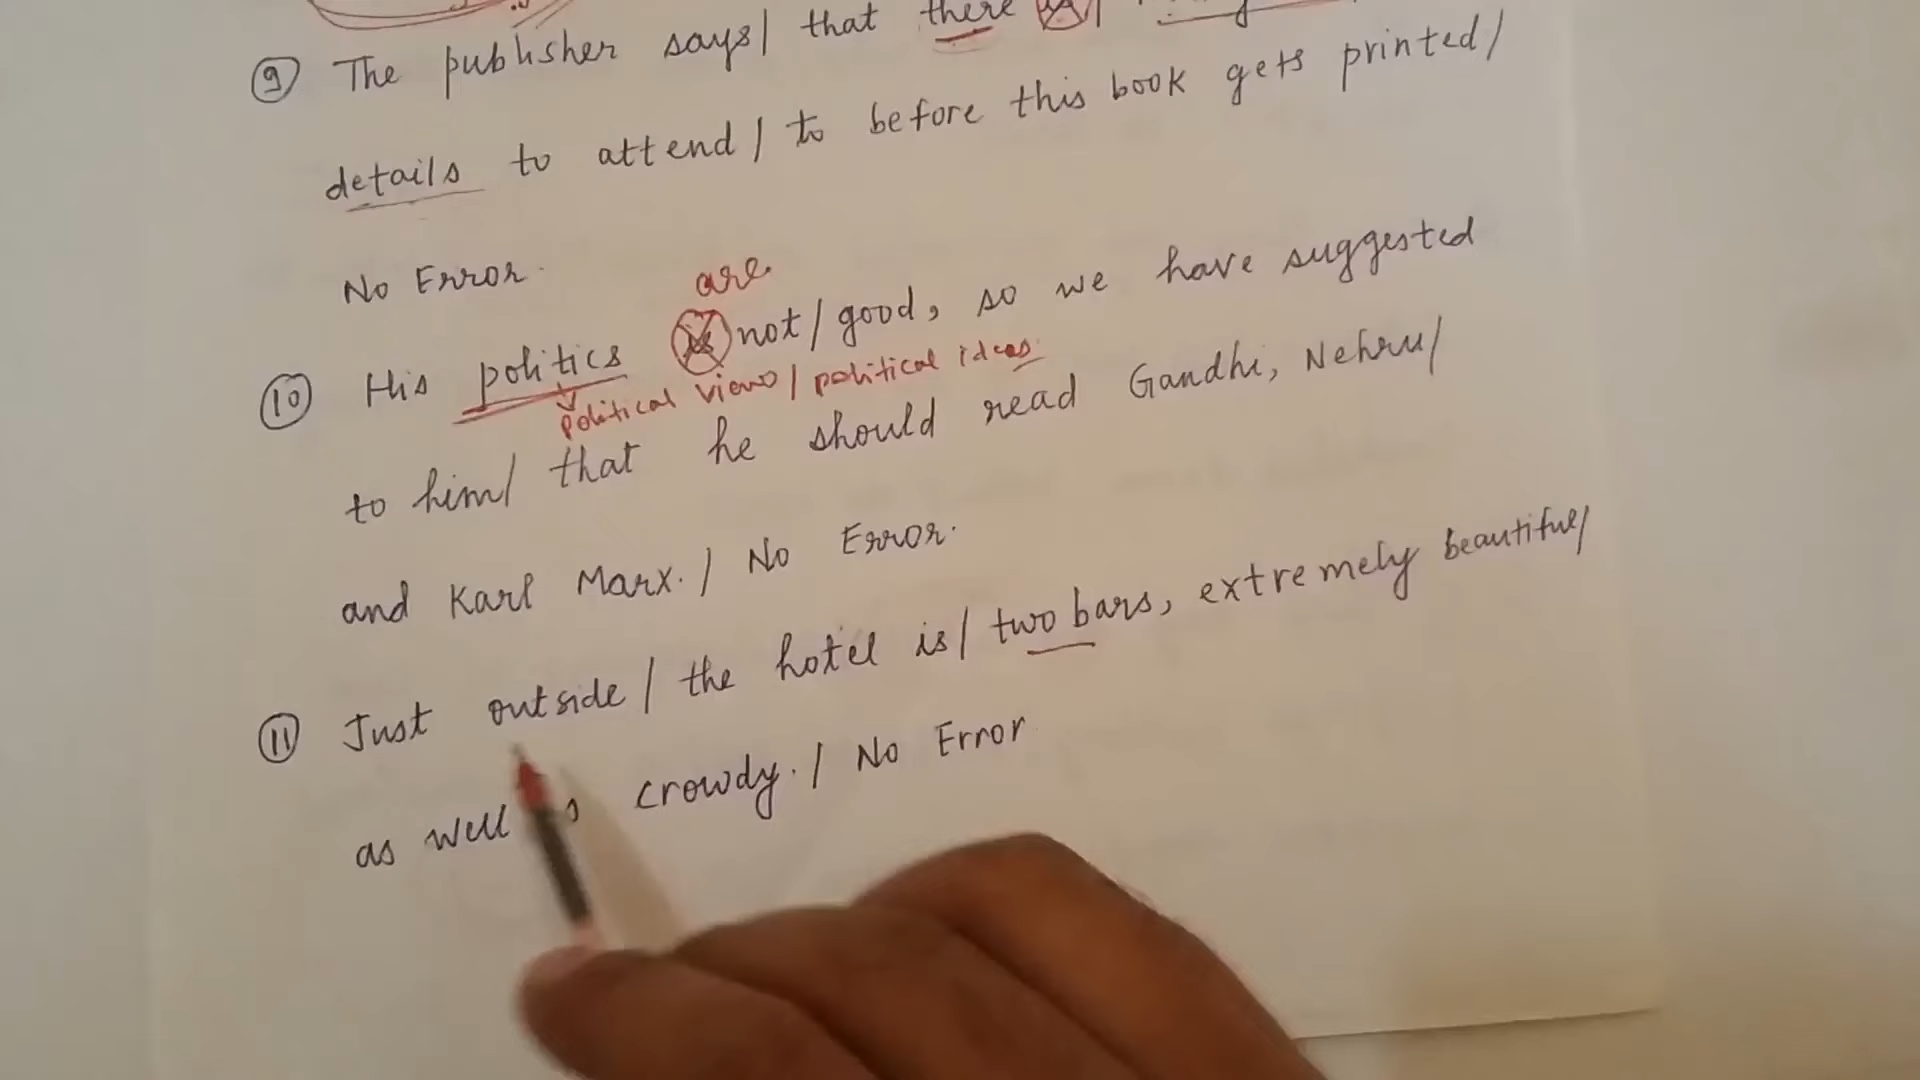 ⑨ The publisher says/ that there /
details to attend / to before this book gets printed/
No Error.
are
⑩ His politics is not / good, so we have suggested
political views / political ideas
to him/ that he should read Gandhi, Nehru/
and Karl Marx. / No Error.
⑪ Just outside / the hotel is / two bars, extremely beautiful/
as well crowdy. / No Error